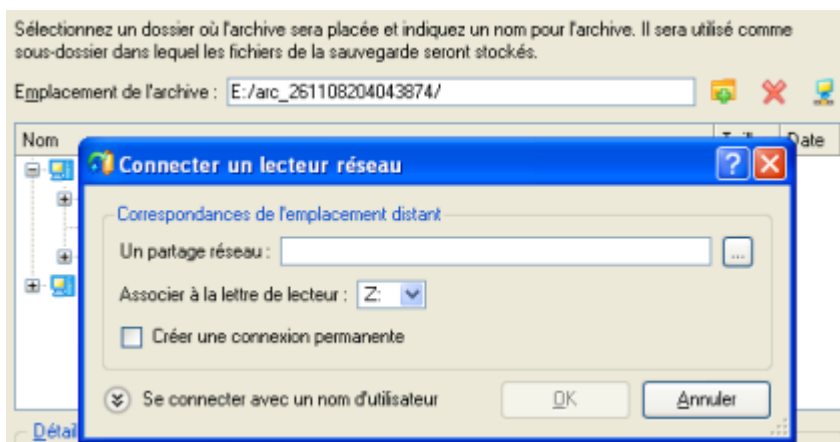 Sélectionnez un dossier où l'archive sera placée et indiquez un nom pour l'archive. Il sera utilisé comme
sous-dossier dans lequel les fichiers de la sauvegarde seront stockés.
Emplacement de l'archive : E:/arc_261108204043874/
Nom Date
Connecter un lecteur réseau
Correspondances de l'emplacement distant
Un partage réseau : ...
Associer à la lettre de lecteur : Z:
Créer une connexion permanente
Se connecter avec un nom d'utilisateur OK Annuler
Détail